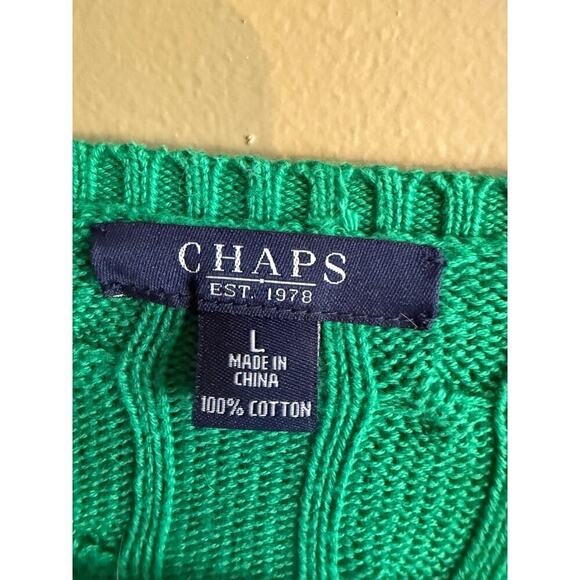 CHAPS
EST. 1978
L
MADE IN
CHINA
100% COTTON